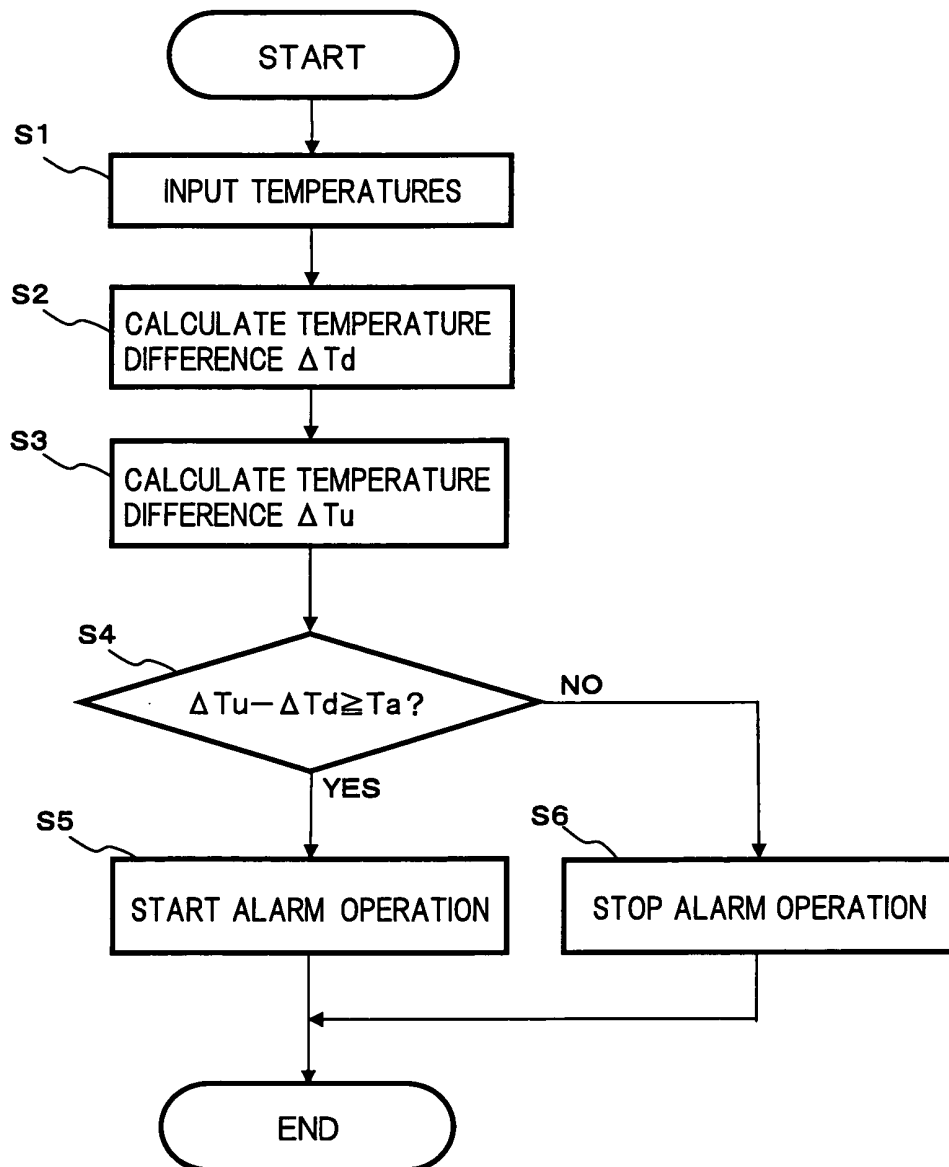 START
S1
INPUT TEMPERATURES
S2
CALCULATE TEMPERATURE
DIFFERENCE ΔTd
S3
CALCULATE TEMPERATURE
DIFFERENCE ΔTu
S4
ΔTu−ΔTd≧Ta?
NO
YES
S5
START ALARM OPERATION
S6
STOP ALARM OPERATION
END